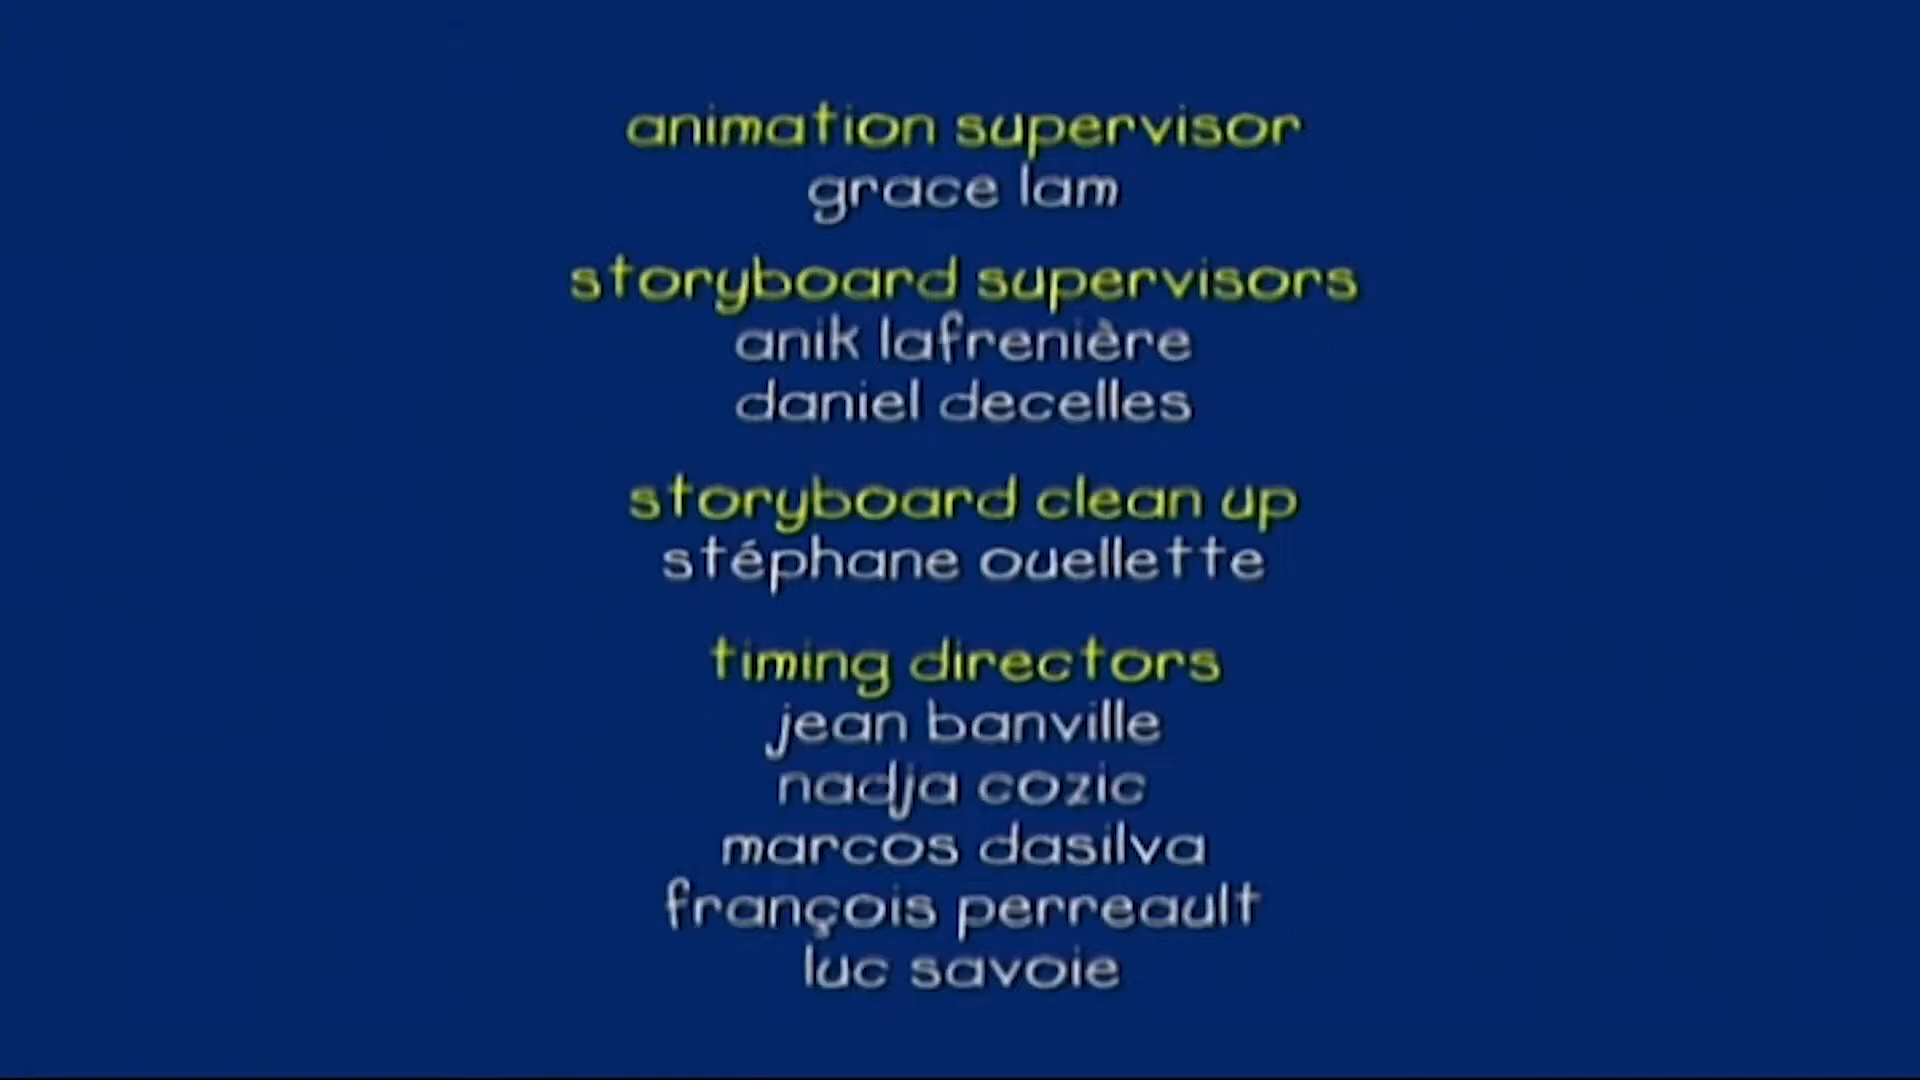 animation supervisor
grace lam
storyboard supervisors
anik lafrenière
daniel decelles
storyboard clean up
stéphane ouellette
timing directors
jean banville
nadja cozic
marcos dasilva
françois perreault
luc savoie